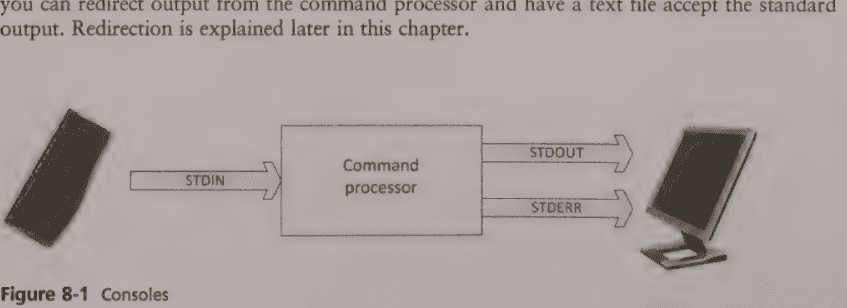 you can redirect output from the command processor and have a text file accept the standard
output. Redirection is explained later in this chapter.
STDIN
Command
processor
STDOUT
STDERR
Figure 8-1 Consoles